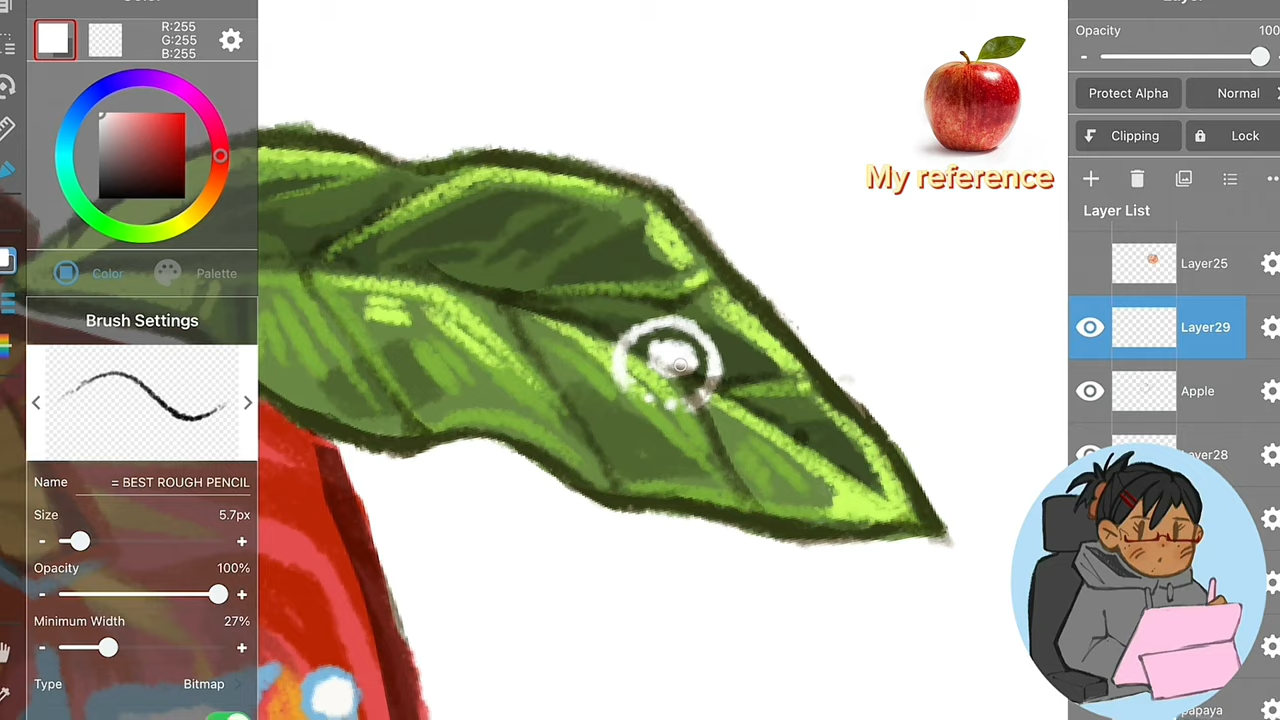 R:255
G:255
B:255
Color
Palette
Brush Settings
Name
= BEST ROUGH PENCIL
Size
5.7px
Opacity
100%
Minimum Width
27%
Type
Bitmap
My reference
Opacity
100
Protect Alpha
Normal
Clipping
Lock
Layer List
Layer25
Layer29
Apple
Layer28
papaya